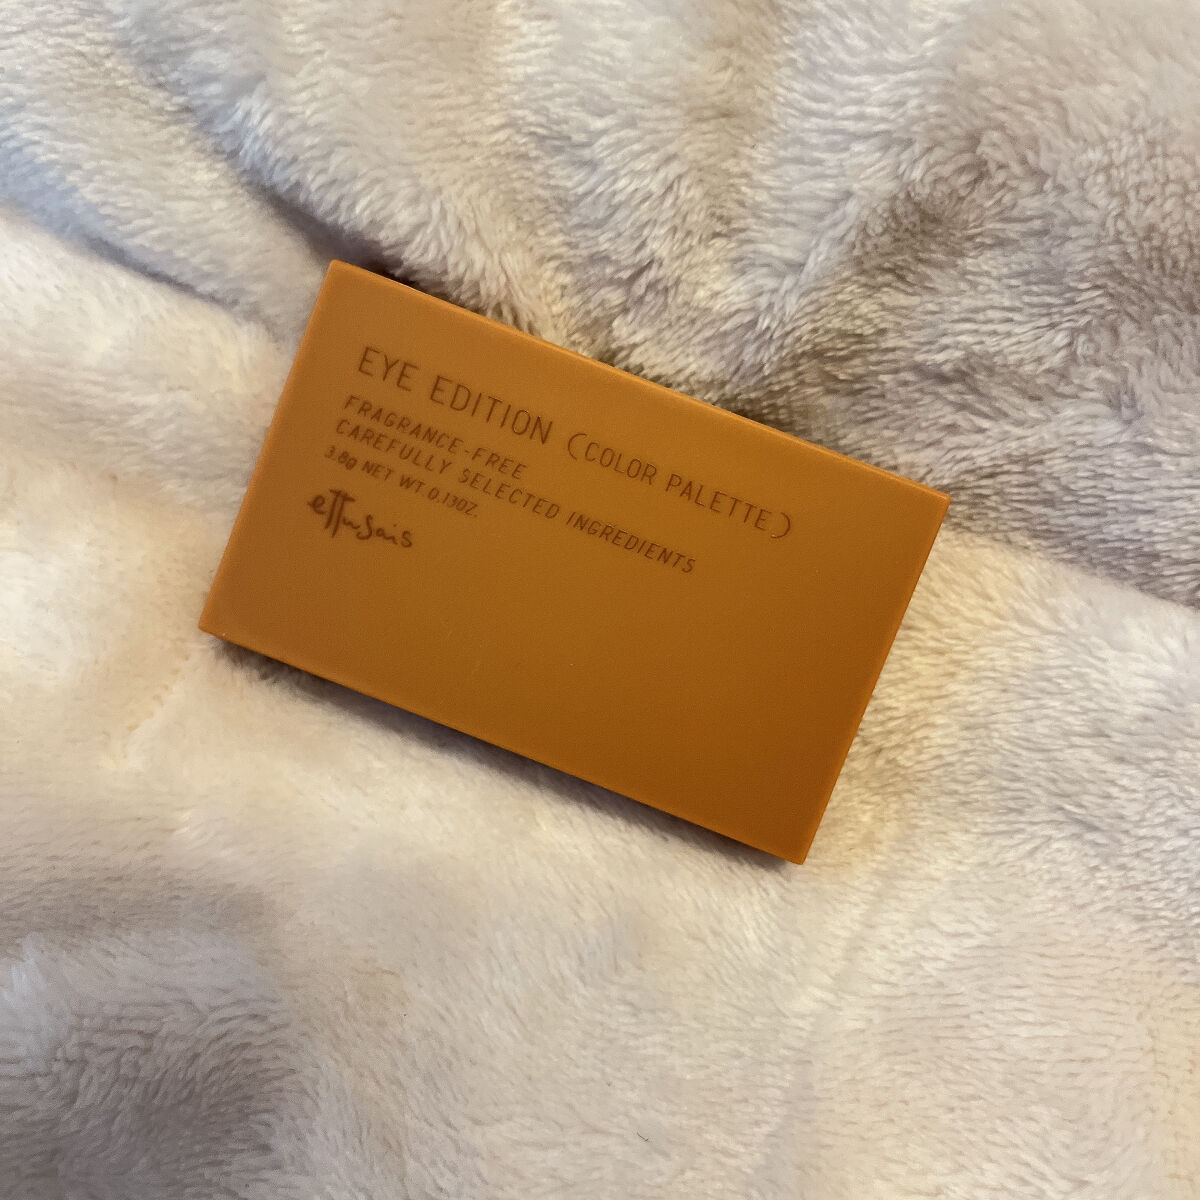 EYE EDITION (COLOR PALETTE)
FRAGRANCE-FREE
CAREFULLY SELECTED INGREDIENTS
3.8g NET WT. 0.13OZ.
ettusais